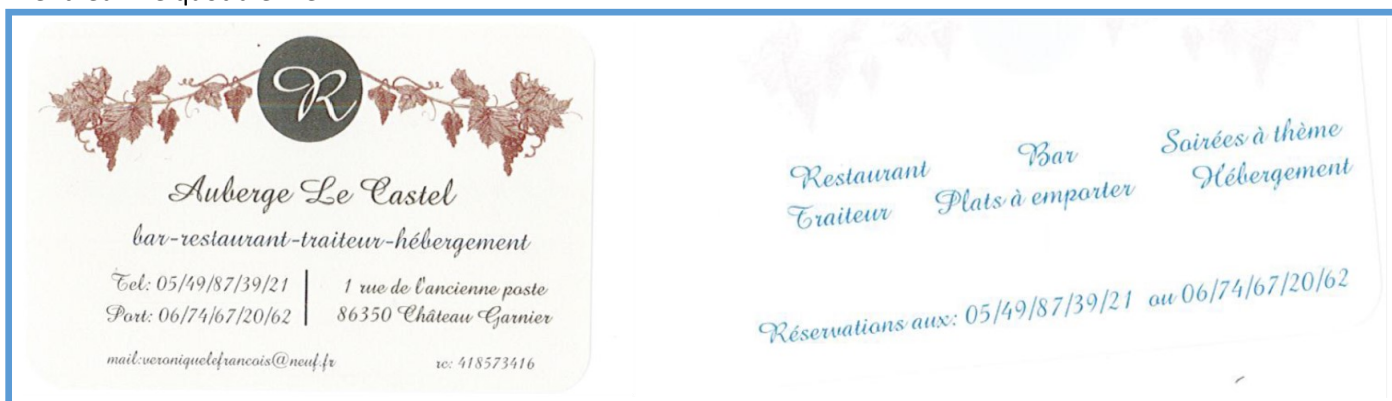 R
Auberge Le Castel
bar-restaurant-traiteur-hébergement
Tel: 05/49/87/39/21
Port: 06/74/67/20/62
1 rue de l'ancienne poste
86350 Château Garnier
mail:veroniquelefrancois@neuf.fr
rc: 418573416
Restaurant Bar Soirées à thème
Traiteur Plats à emporter Hébergement
Réservations aux: 05/49/87/39/21 ou 06/74/67/20/62